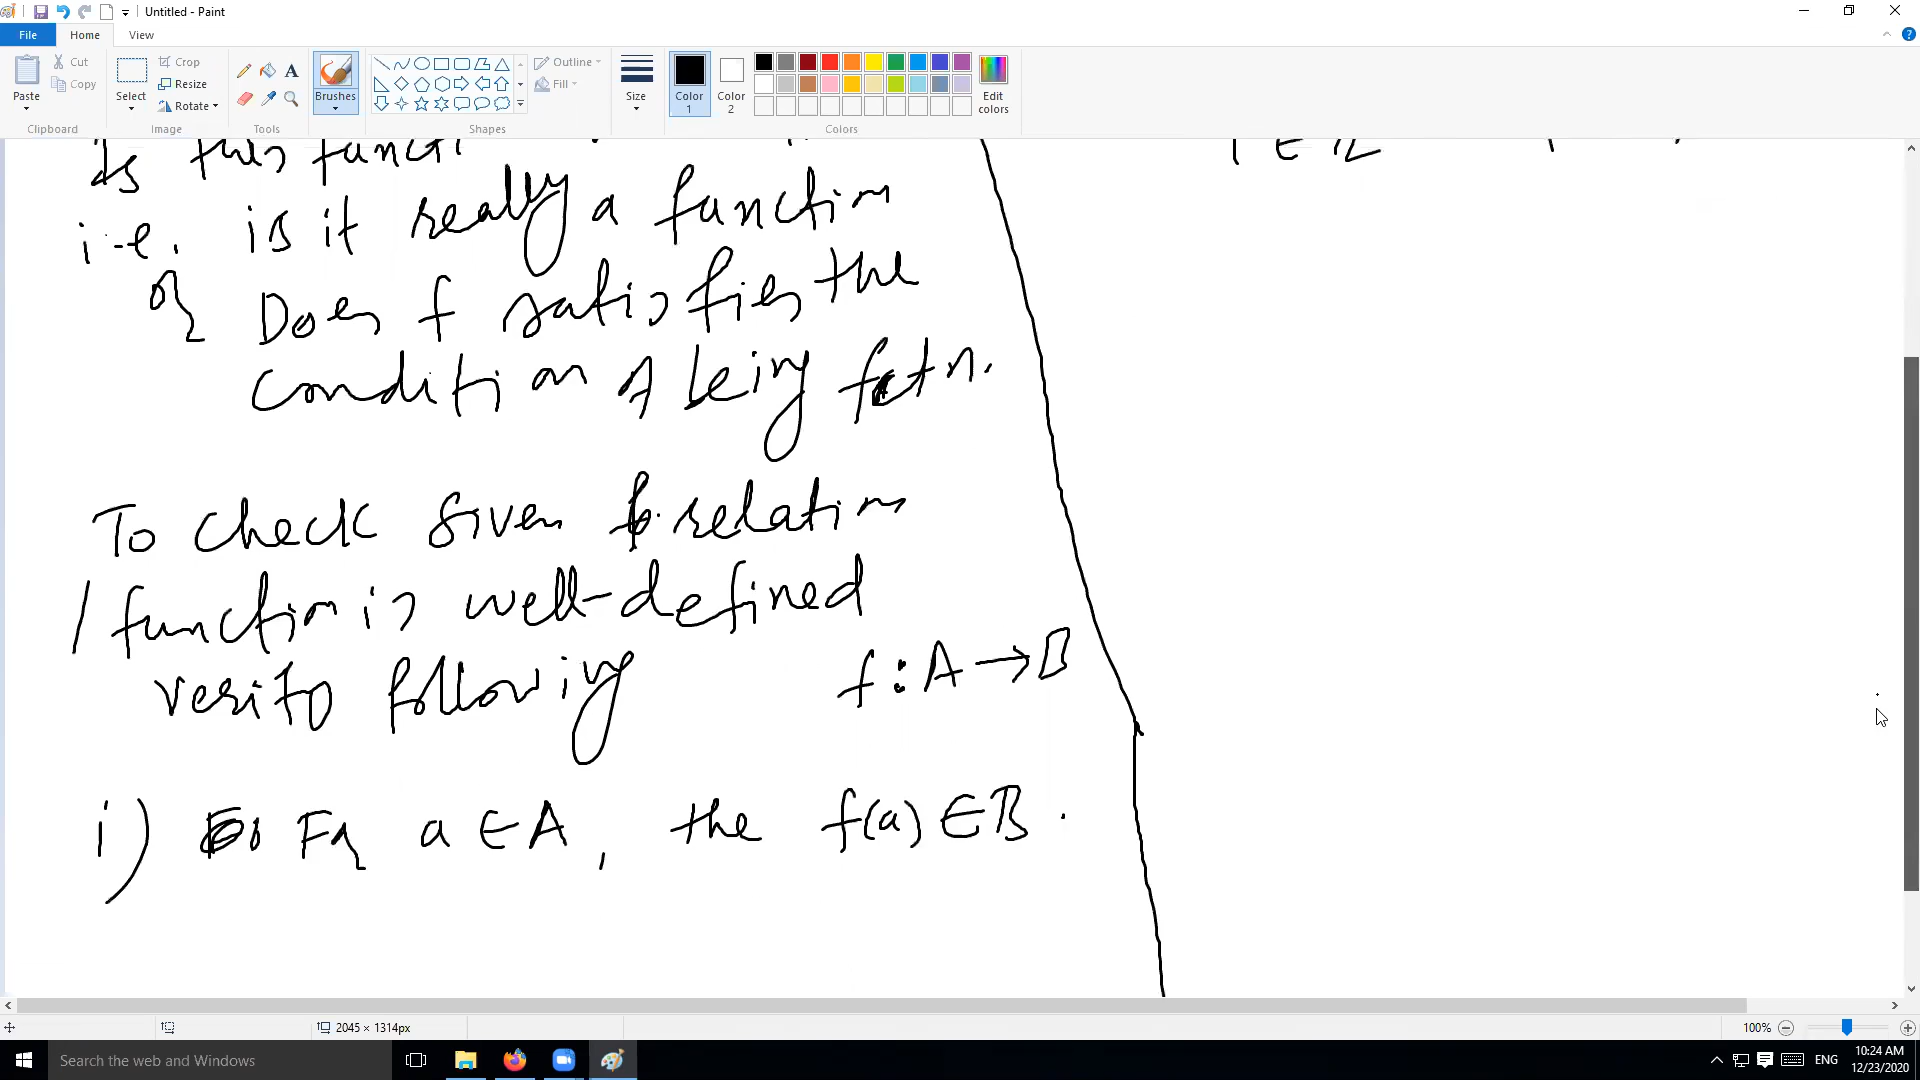 Untitled - Paint
File Home View
Paste Cut Copy Clipboard
Select Crop Resize Rotate Image
Tools
Brushes
Shapes Outline Fill
Size
Color 1 Color 2 Edit colors Colors
Is this functi
1 ∈ Z
i.e. is it really a function
or Does f satisfies the
condition of being fctn.
To check given relation
/ function is well-defined
verify following f : A → B
i) For a ∈ A, the f(a) ∈ B.
2045 × 1314px 100%
Search the web and Windows ENG 10:24 AM
12/23/2020